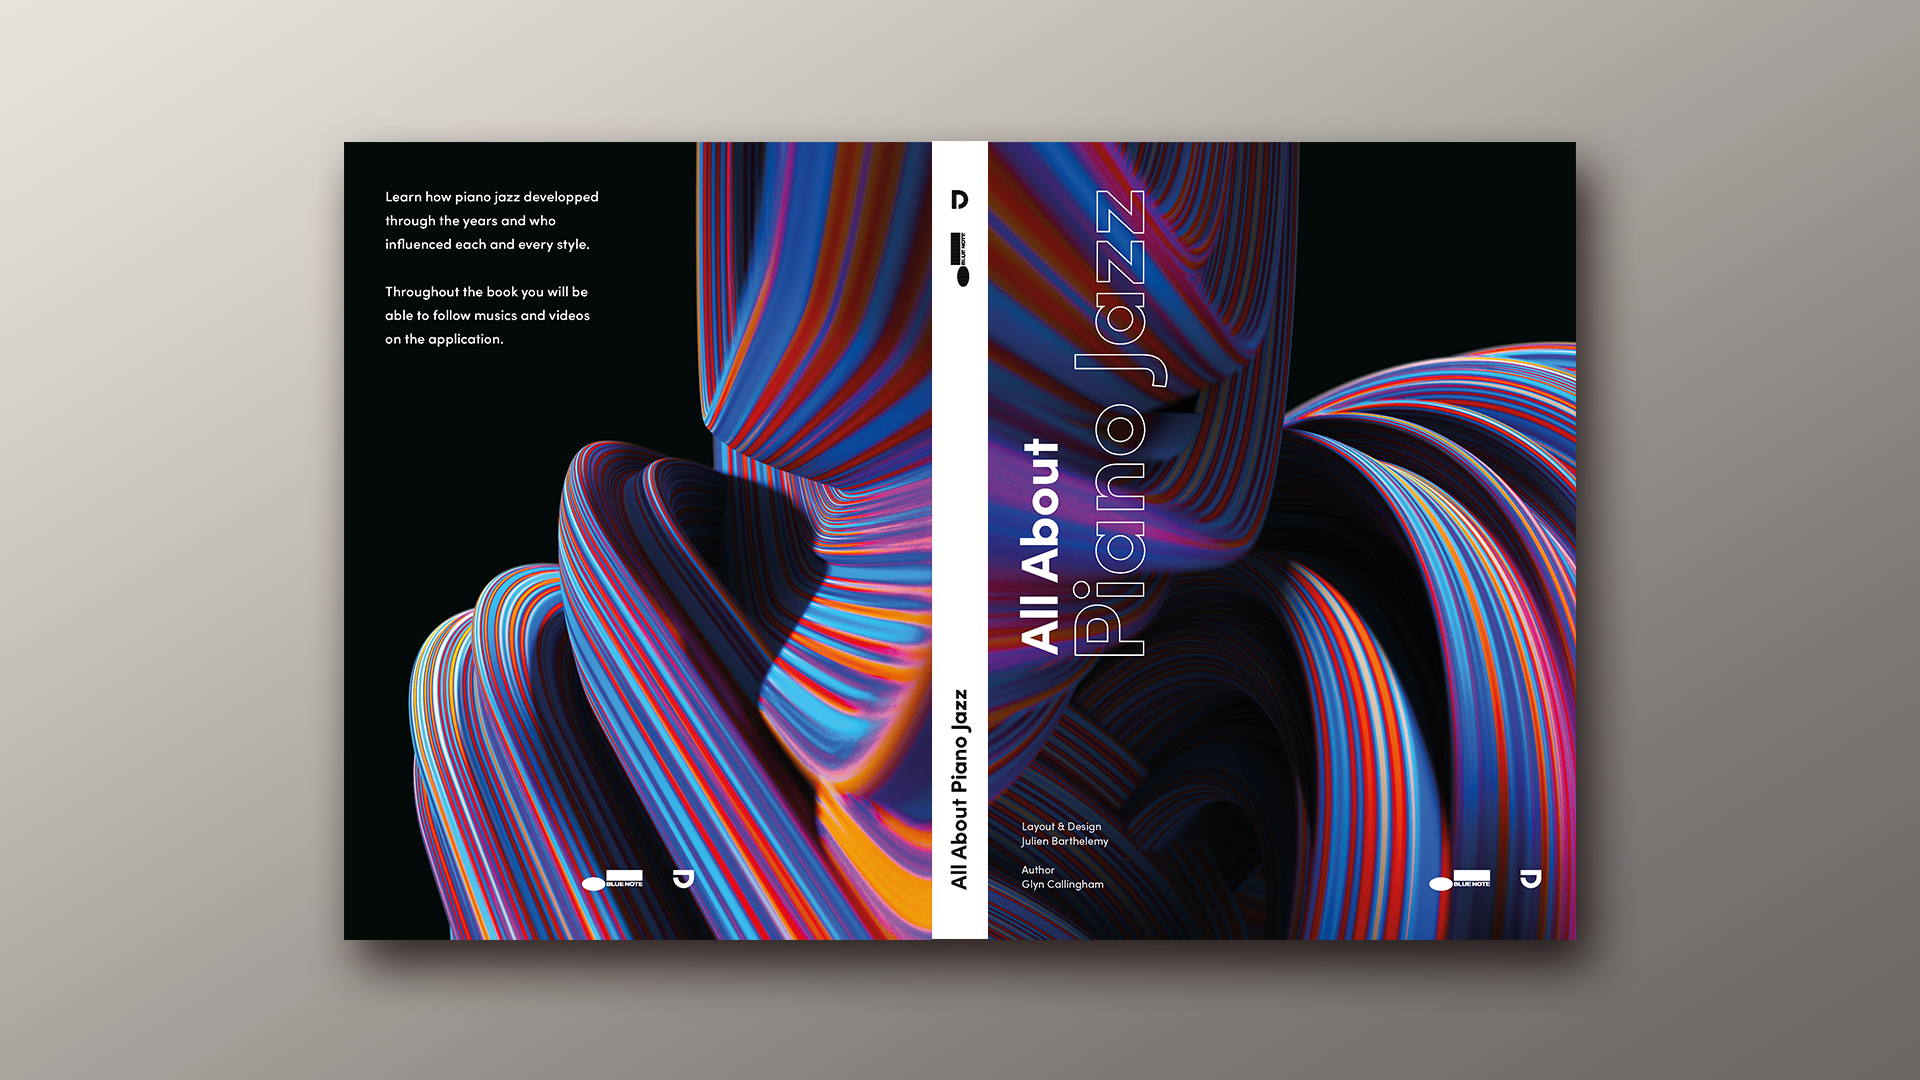 Learn how piano jazz developped
through the years and who
influenced each and every style.
Throughout the book you will be
able to follow musics and videos
on the application.
BLUE NOTE
D
D
BLUE NOTE
All About Piano Jazz
All About
Piano Jazz
Layout & Design
Julien Barthelemy
Author
Glyn Callingham
BLUE NOTE
D